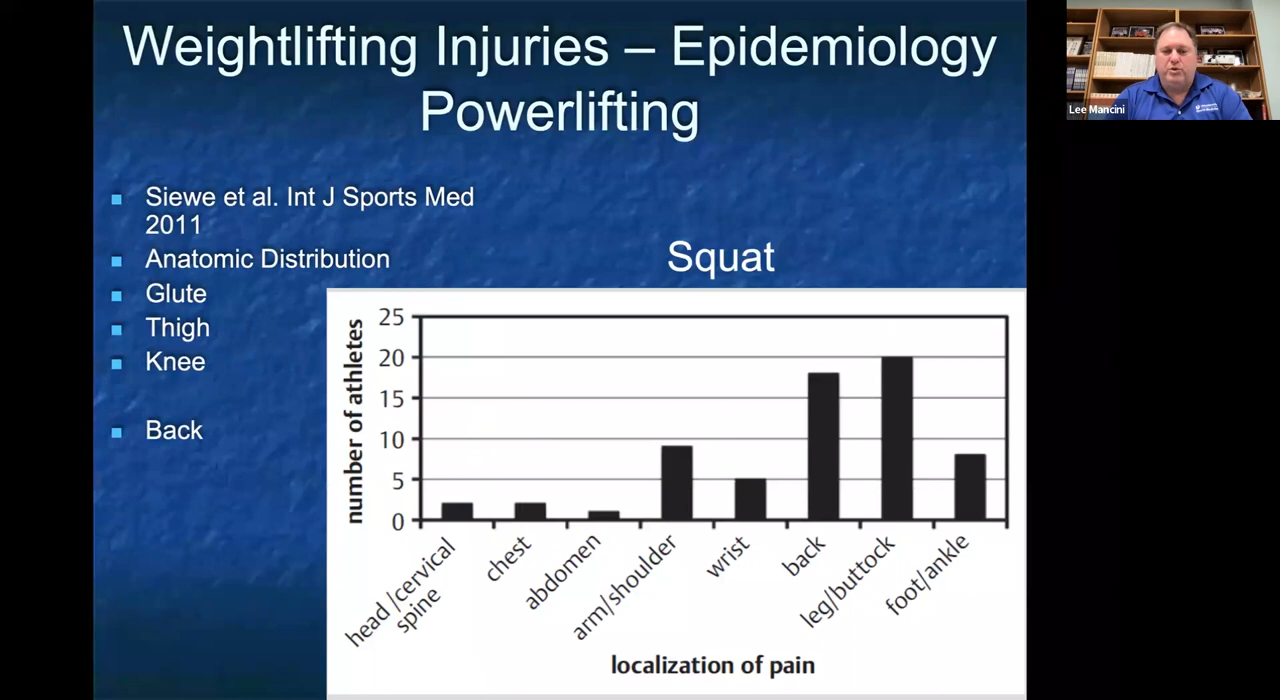 Weightlifting Injuries – Epidemiology
Powerlifting
Siewe et al. Int J Sports Med
2011
Anatomic Distribution
Glute
Thigh
Knee
Back
Squat
number of athletes
25
20
15
10
5
0
head /cervical
spine
chest
abdomen
arm/shoulder
wrist
back
leg/buttock
foot/ankle
localization of pain
Lee Mancini